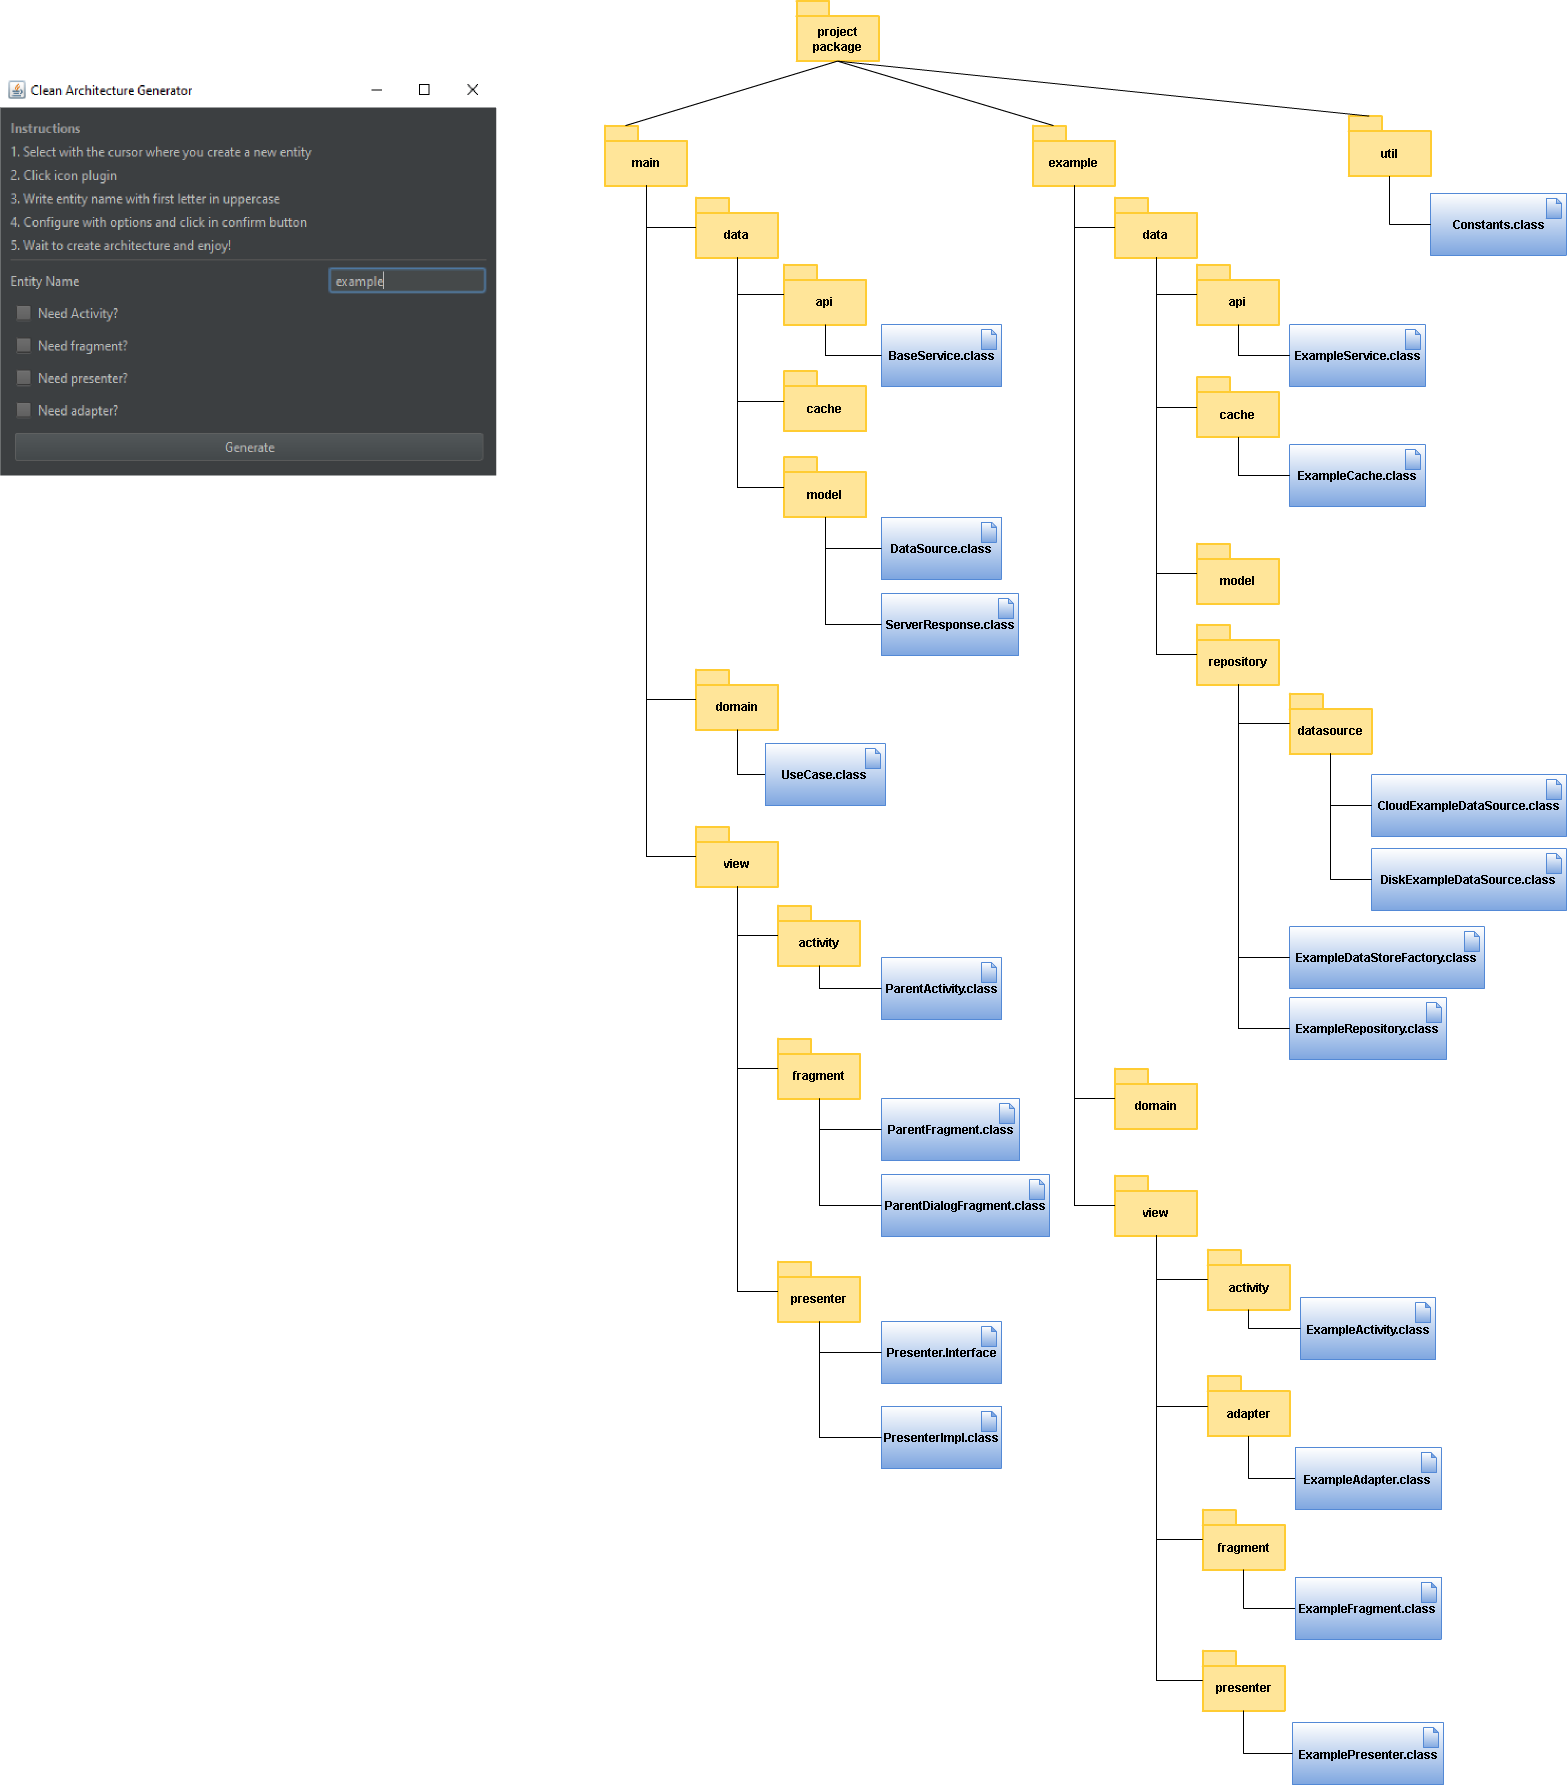 Clean Architecture Generator
Instructions
1. Select with the cursor where you create a new entity
2. Click icon plugin
3. Write entity name with first letter in uppercase
4. Configure with options and click in confirm button
5. Wait to create architecture and enjoy!
Entity Name
example
Need Activity?
Need fragment?
Need presenter?
Need adapter?
Generate
project
package
main
data
api
BaseService.class
cache
model
DataSource.class
ServerResponse.class
domain
UseCase.class
view
activity
ParentActivity.class
fragment
ParentFragment.class
ParentDialogFragment.class
presenter
Presenter.Interface
PresenterImpl.class
example
data
api
ExampleService.class
cache
ExampleCache.class
model
repository
datasource
CloudExampleDataSource.class
DiskExampleDataSource.class
ExampleDataStoreFactory.class
ExampleRepository.class
domain
view
activity
ExampleActivity.class
adapter
ExampleAdapter.class
fragment
ExampleFragment.class
presenter
ExamplePresenter.class
util
Constants.class